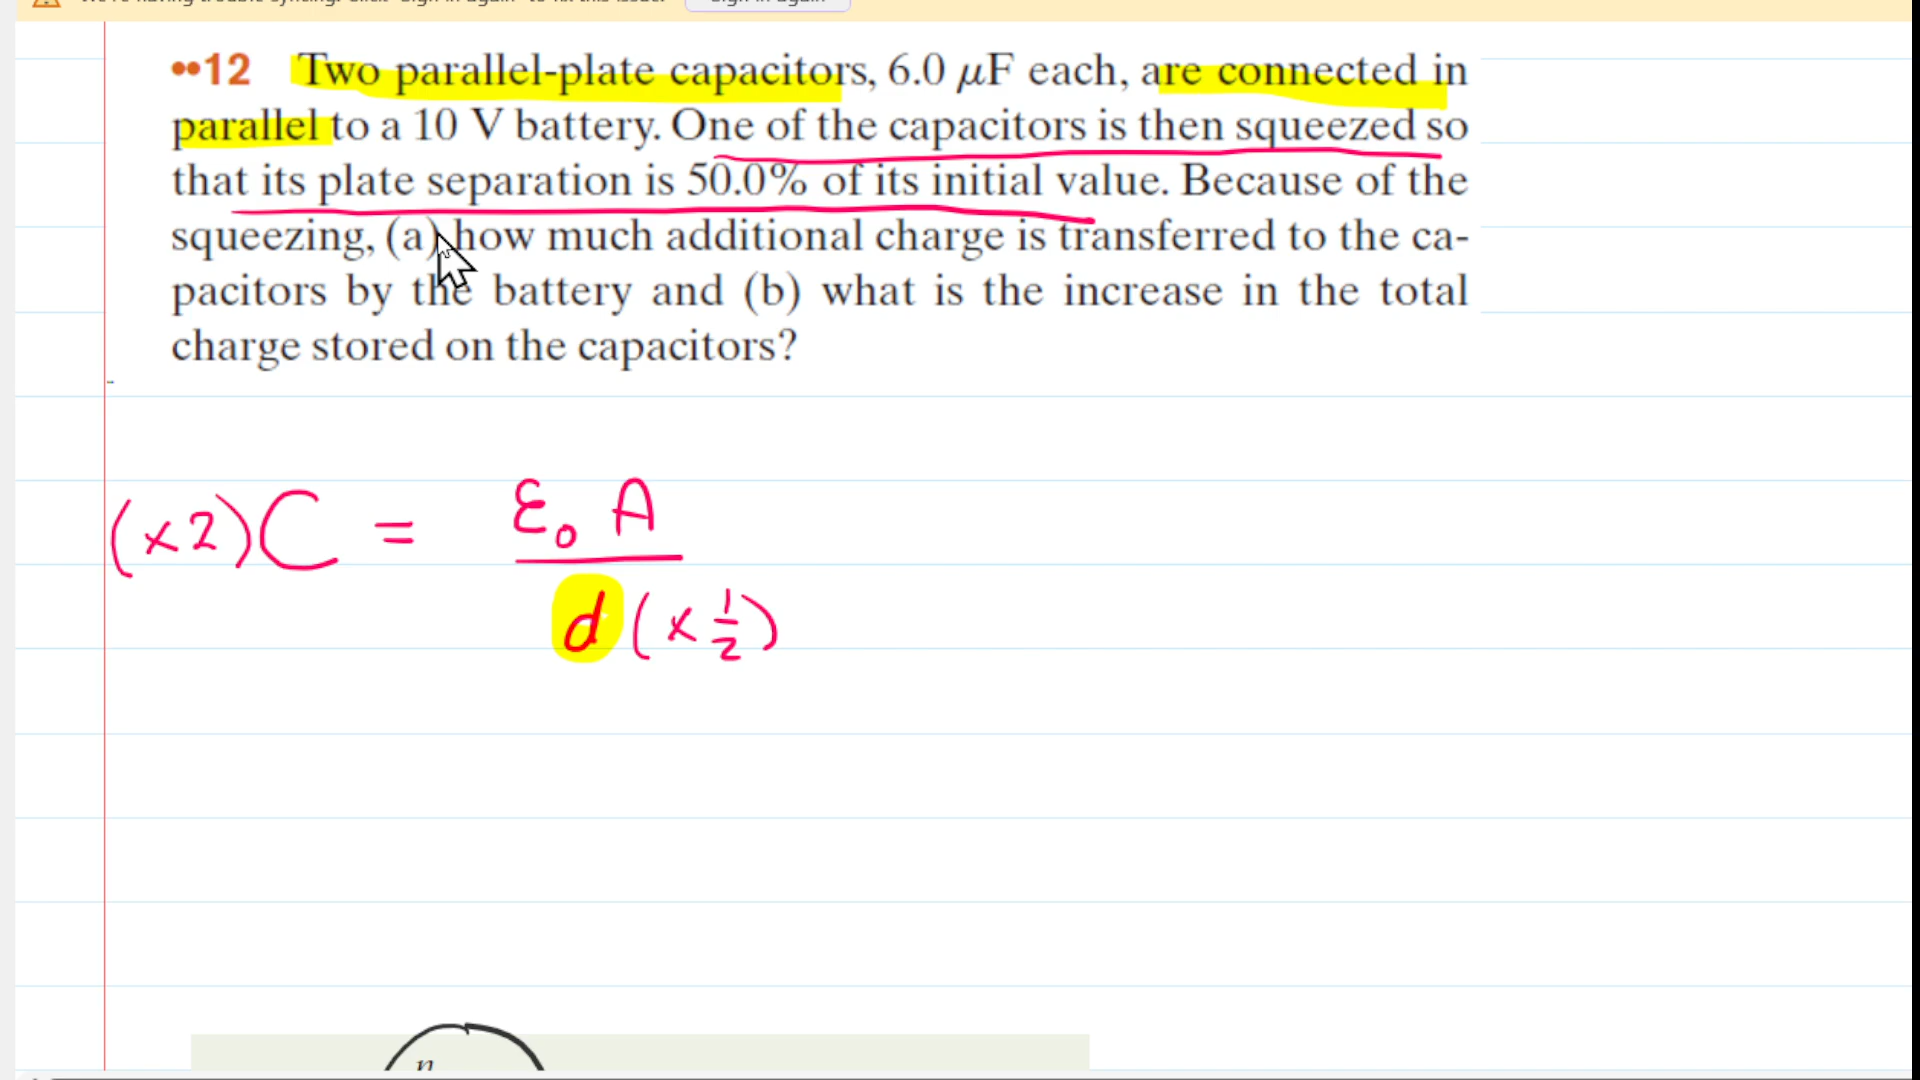 ••12 Two parallel-plate capacitors, 6.0 μF each, are connected in
parallel to a 10 V battery. One of the capacitors is then squeezed so
that its plate separation is 50.0% of its initial value. Because of the
squeezing, (a) how much additional charge is transferred to the ca-
pacitors by the battery and (b) what is the increase in the total
charge stored on the capacitors?
(x2)C = ε₀ A
d(x 1/2)
n